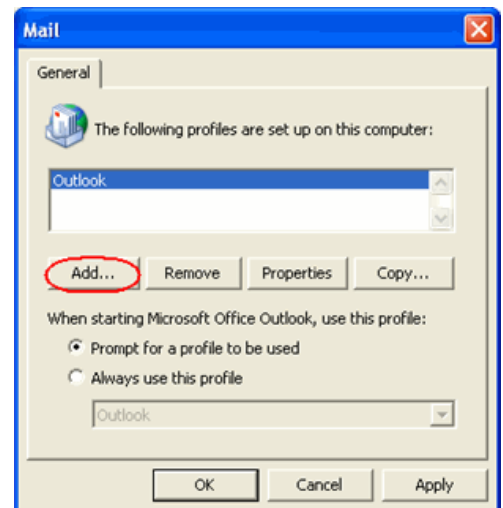 Mail
General
The following profiles are set up on this computer:
Outlook
Add... Remove Properties Copy...
When starting Microsoft Office Outlook, use this profile:
Prompt for a profile to be used
Always use this profile
Outlook
OK Cancel Apply